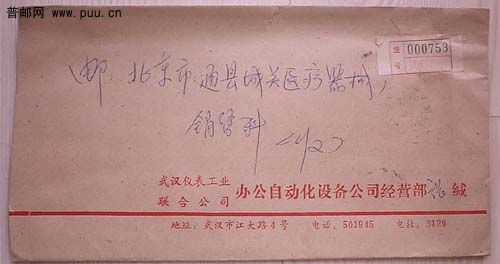 普邮网
www.puu.cn
000753
(邮：北京市通县城关医疗器械，
销售科 (收)
武汉仪表工业
联合公司
办公自动化设备公司经营部 缄
地址：武汉市江大路4号 电话：501945 电挂：3129